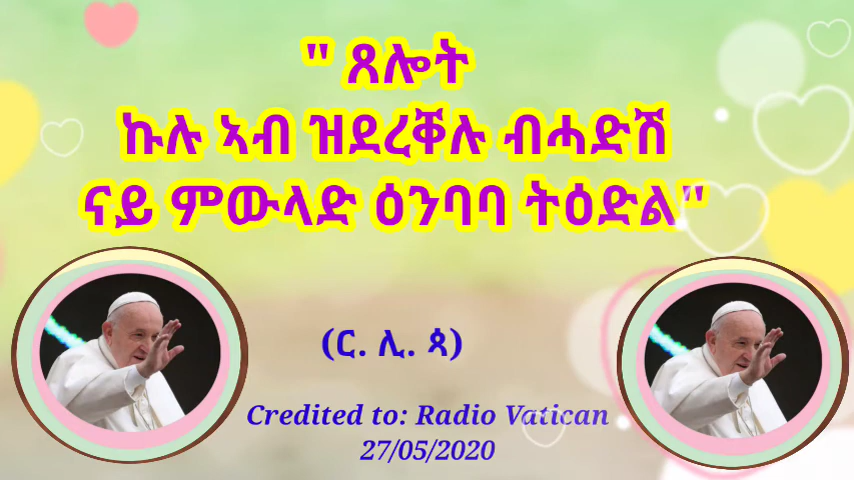 " ጸሎት
ኩሉ ኣብ ዝደረቐሉ ብሓድሽ
ናይ ምውላድ ዕንባባ ትዕድል"
(ር. ሊ. ጳ)
Credited to: Radio Vatican
27/05/2020